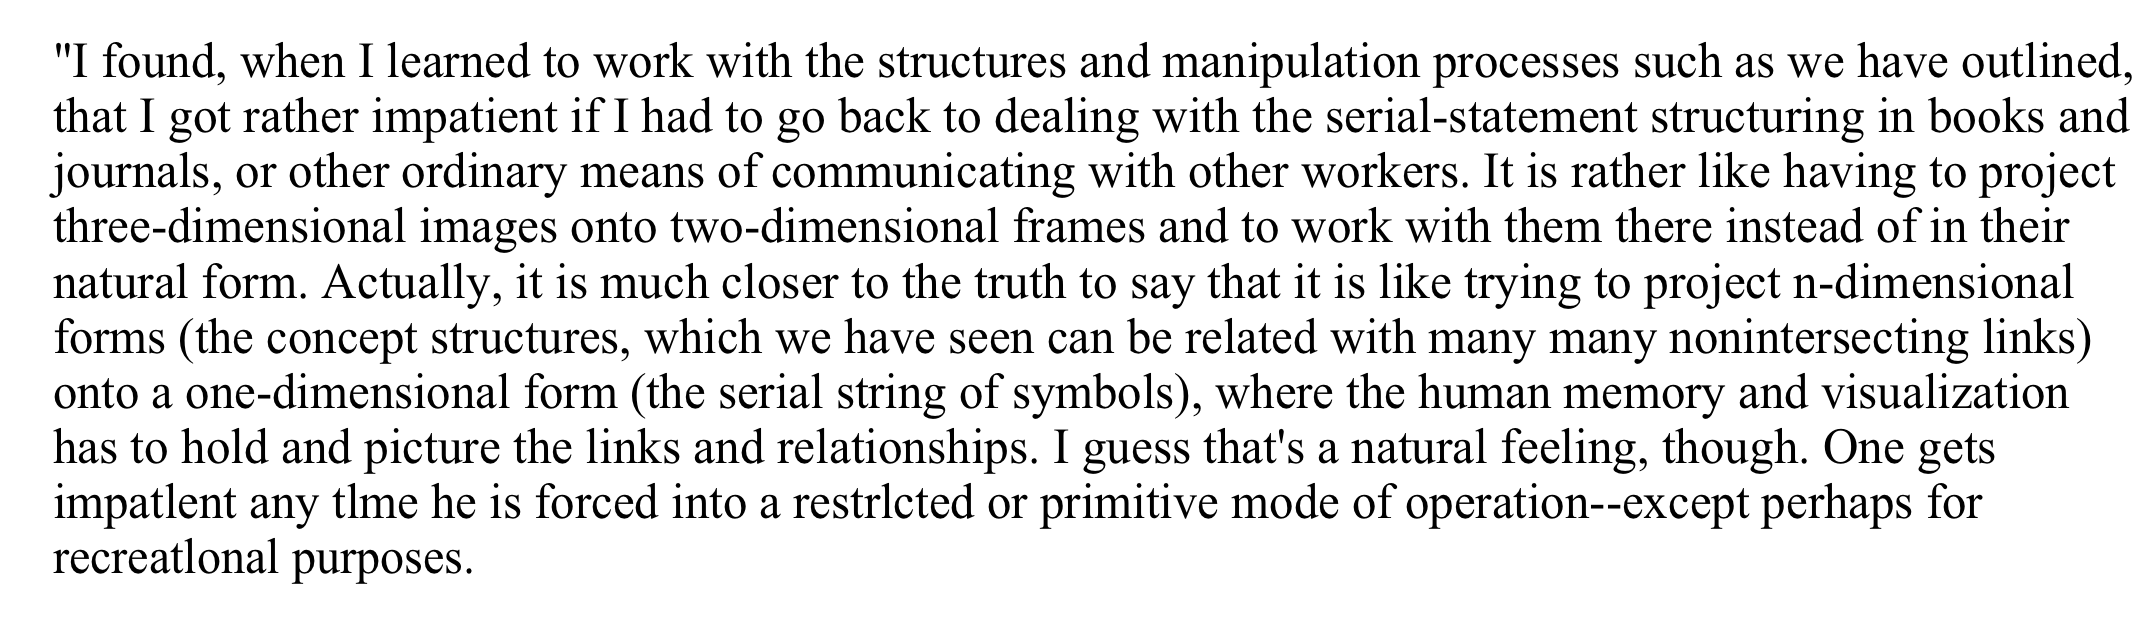 "I found, when I learned to work with the structures and manipulation processes such as we have outlined,
that I got rather impatient if I had to go back to dealing with the serial-statement structuring in books and
journals, or other ordinary means of communicating with other workers. It is rather like having to project
three-dimensional images onto two-dimensional frames and to work with them there instead of in their
natural form. Actually, it is much closer to the truth to say that it is like trying to project n-dimensional
forms (the concept structures, which we have seen can be related with many many nonintersecting links)
onto a one-dimensional form (the serial string of symbols), where the human memory and visualization
has to hold and picture the links and relationships. I guess that's a natural feeling, though. One gets
impatlent any tlme he is forced into a restrlcted or primitive mode of operation--except perhaps for
recreatlonal purposes.